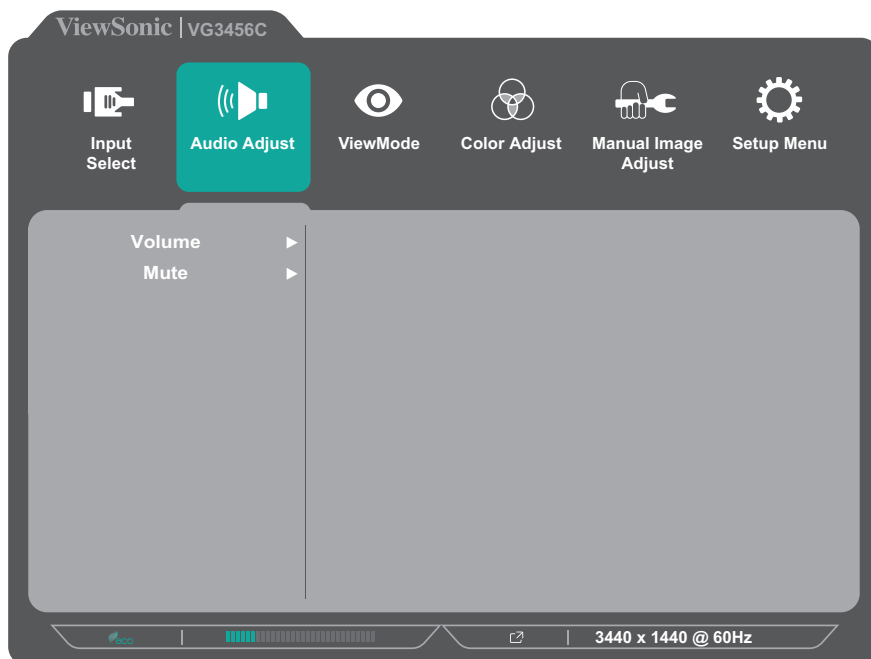 ViewSonic | VG3456C
Input Select
Audio Adjust
ViewMode
Color Adjust
Manual Image Adjust
Setup Menu
Volume
Mute
eco
3440 x 1440 @ 60Hz